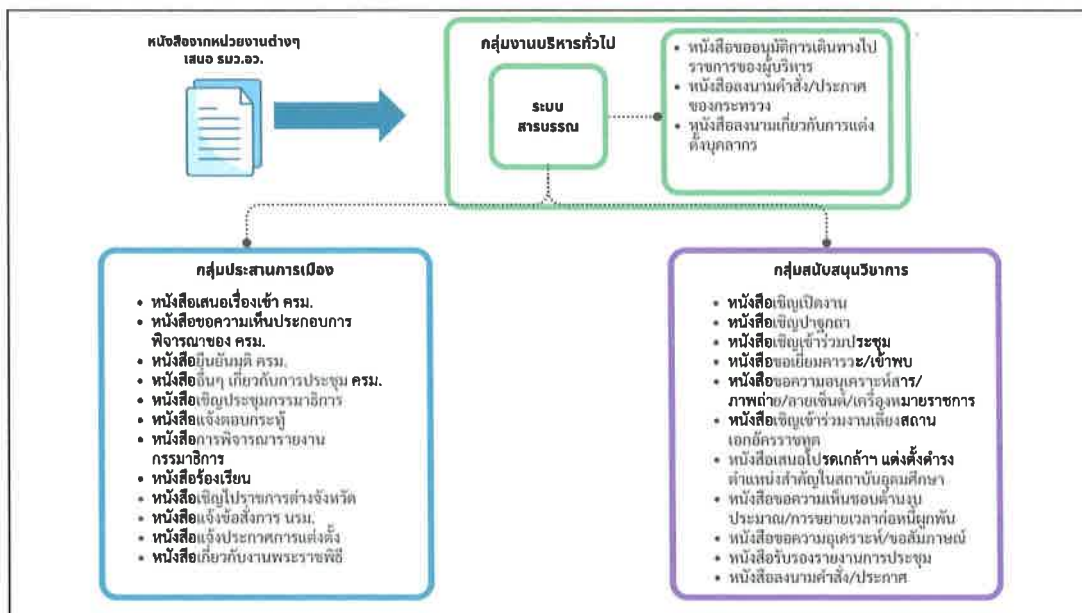 หนังสือจากหน่วยงานต่างๆ
เสนอ รมว.อว.
กลุ่มงานบริหารทั่วไป
ระบบ
สารบรรณ
• หนังสือขออนุมัติการเดินทางไป
ราชการของผู้บริหาร
• หนังสือลงนามคำสั่ง/ประกาศ
ของกระทรวง
• หนังสือลงนามเกี่ยวกับการแต่ง
ตั้งบุคลากร
กลุ่มประสานการเมือง
• หนังสือเสนอเรื่องเข้า ครม.
• หนังสือขอความเห็นประกอบการ
พิจารณาของ ครม.
• หนังสือยืนยันมติ ครม.
• หนังสืออื่นๆ เกี่ยวกับการประชุม ครม.
• หนังสือเชิญประชุมกรรมาธิการ
• หนังสือแจ้งตอบกระทู้
• หนังสือการพิจารณารายงาน
กรรมาธิการ
• หนังสือร้องเรียน
• หนังสือเชิญไปราชการต่างจังหวัด
• หนังสือแจ้งข้อสั่งการ นรม.
• หนังสือแจ้งประกาศการแต่งตั้ง
• หนังสือเกี่ยวกับงานพระราชพิธี
กลุ่มสนับสนุนวิชาการ
• หนังสือเชิญเปิดงาน
• หนังสือเชิญปาฐกถา
• หนังสือเชิญเข้าร่วมประชุม
• หนังสือขอเยี่ยมคารวะ/เข้าพบ
• หนังสือขอความอนุเคราะห์สาร/
ภาพถ่าย/ลายเซ็นต์/เครื่องหมายราชการ
• หนังสือเชิญเข้าร่วมงานเลี้ยงสถาน
เอกอัครราชทูต
• หนังสือเสนอโปรดเกล้าฯ แต่งตั้งดำรง
ตำแหน่งสำคัญในสถาบันอุดมศึกษา
• หนังสือขอความเห็นชอบด้านงบ
ประมาณ/การขยายเวลาก่อหนี้ผูกพัน
• หนังสือขอความอุเคราะห์/ขอสัมภาษณ์
• หนังสือรับรองรายงานการประชุม
• หนังสือลงนามคำสั่ง/ประกาศ